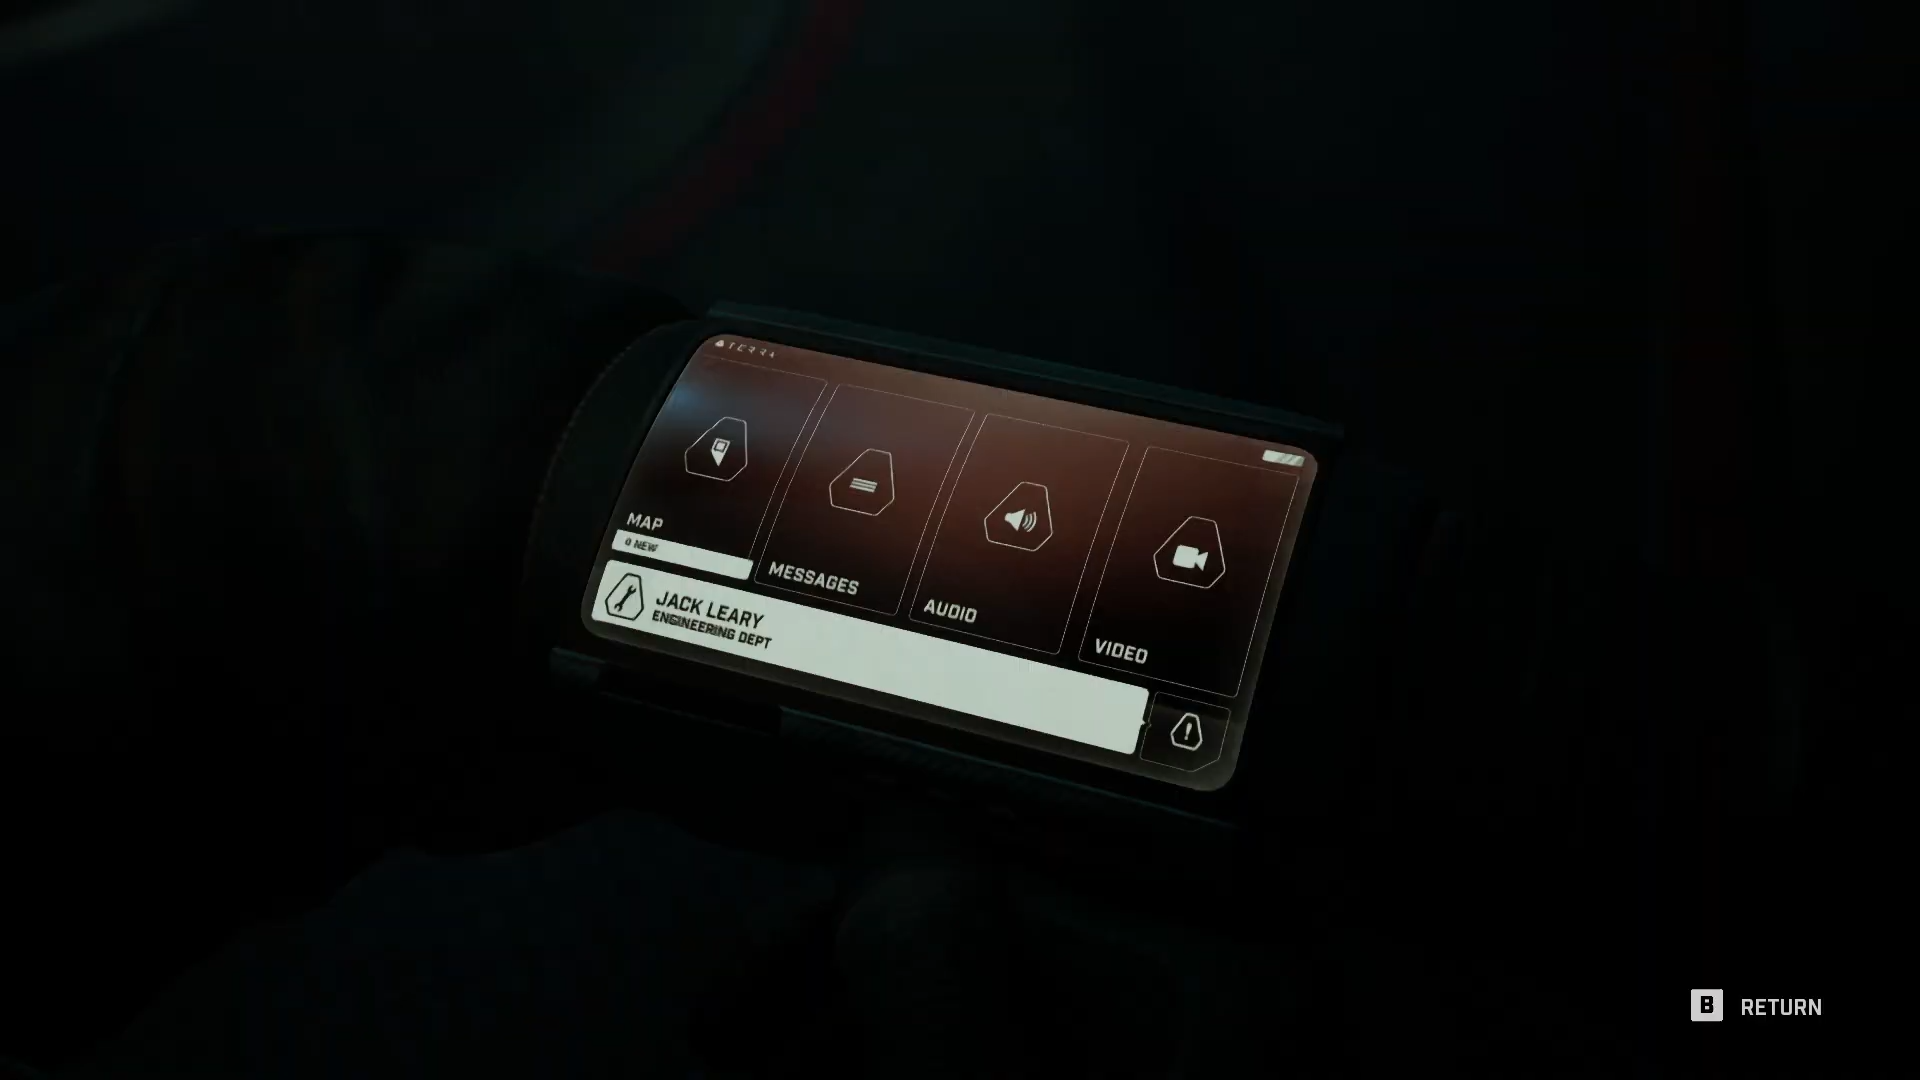 TERRA
MAP
0 NEW
MESSAGES
AUDIO
VIDEO
JACK LEARY
ENGINEERING DEPT
B RETURN